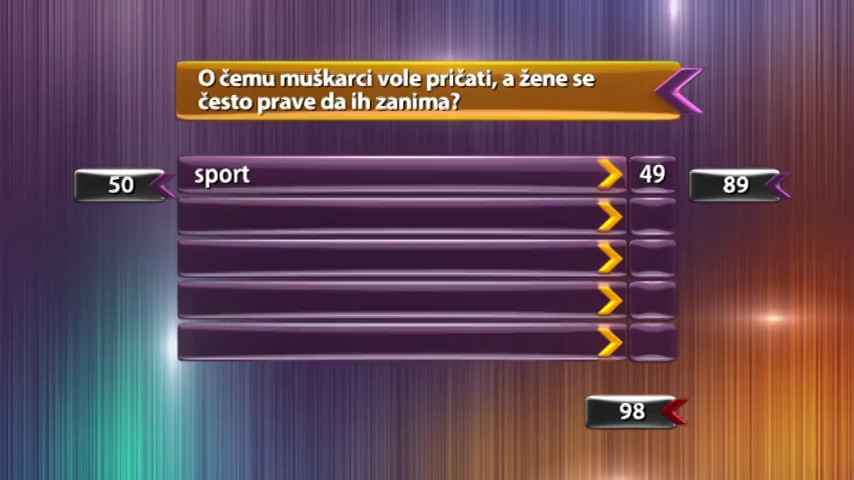 O čemu muškarci vole pričati, a žene se
često prave da ih zanima?
sport 49
50
89
98